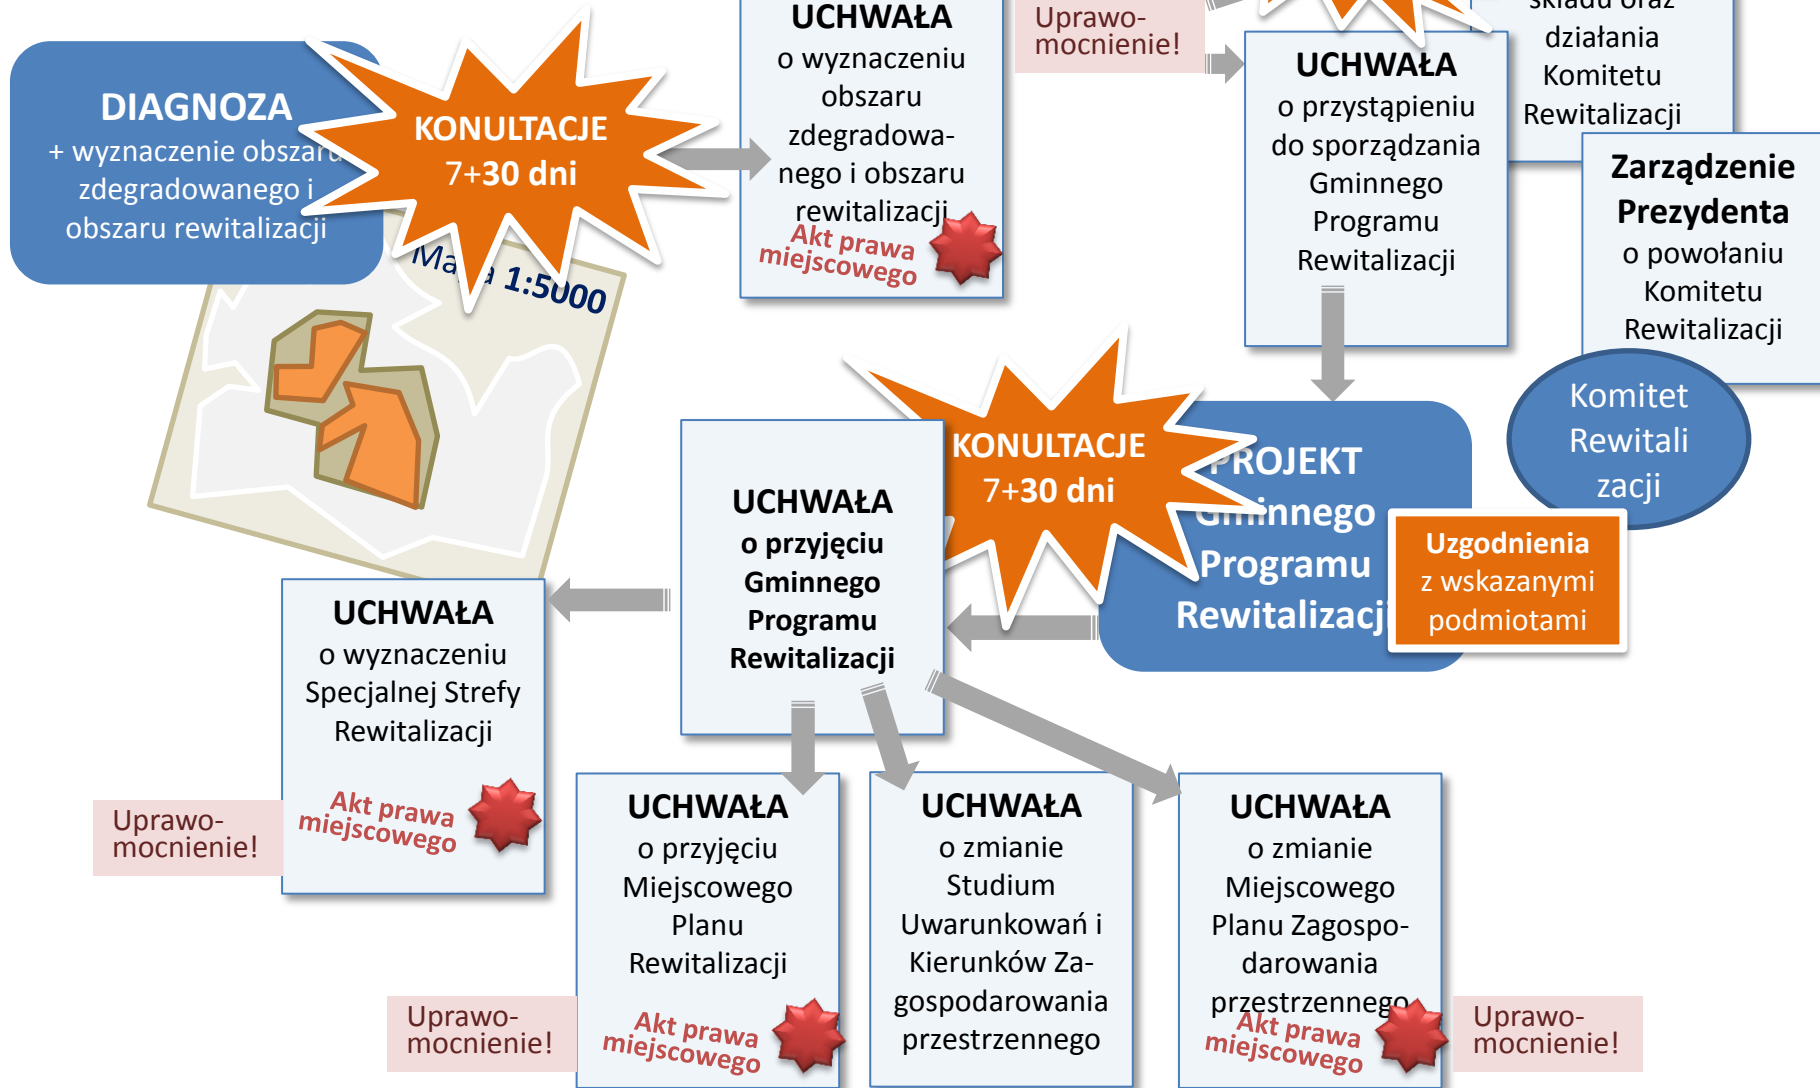 DIAGNOZA
+ wyznaczenie obszaru
zdegradowanego i
obszaru rewitalizacji
KONULTACJE
7+30 dni
Mapa 1:5000
UCHWAŁA
o wyznaczeniu
obszaru
zdegradowa-
nego i obszaru
rewitalizacji
Akt prawa
miejscowego
Uprawo-
mocnienie!
UCHWAŁA
o przystąpieniu
do sporządzania
Gminnego
Programu
Rewitalizacji
składu oraz
działania
Komitetu
Rewitalizacji
Zarządzenie
Prezydenta
o powołaniu
Komitetu
Rewitalizacji
Komitet
Rewitali
zacji
PROJEKT
Gminnego
Programu
Rewitalizacji
Uzgodnienia
z wskazanymi
podmiotami
KONULTACJE
7+30 dni
UCHWAŁA
o przyjęciu
Gminnego
Programu
Rewitalizacji
UCHWAŁA
o wyznaczeniu
Specjalnej Strefy
Rewitalizacji
Akt prawa
miejscowego
Uprawo-
mocnienie!
UCHWAŁA
o przyjęciu
Miejscowego
Planu
Rewitalizacji
Akt prawa
miejscowego
Uprawo-
mocnienie!
UCHWAŁA
o zmianie
Studium
Uwarunkowań i
Kierunków Za-
gospodarowania
przestrzennego
UCHWAŁA
o zmianie
Miejscowego
Planu Zagospo-
darowania
przestrzennego
Akt prawa
miejscowego
Uprawo-
mocnienie!